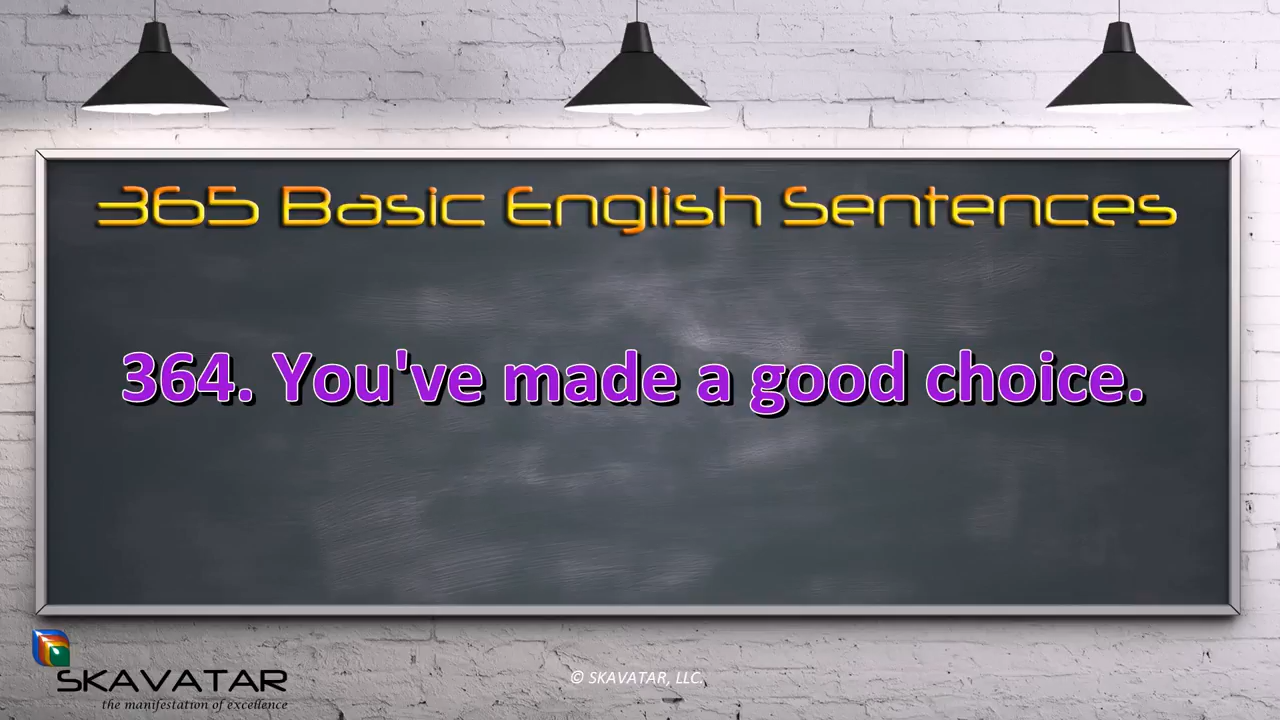 365 Basic English Sentences
364. You've made a good choice.
SKAVATAR
the manifestation of excellence
© SKAVATAR, LLC.